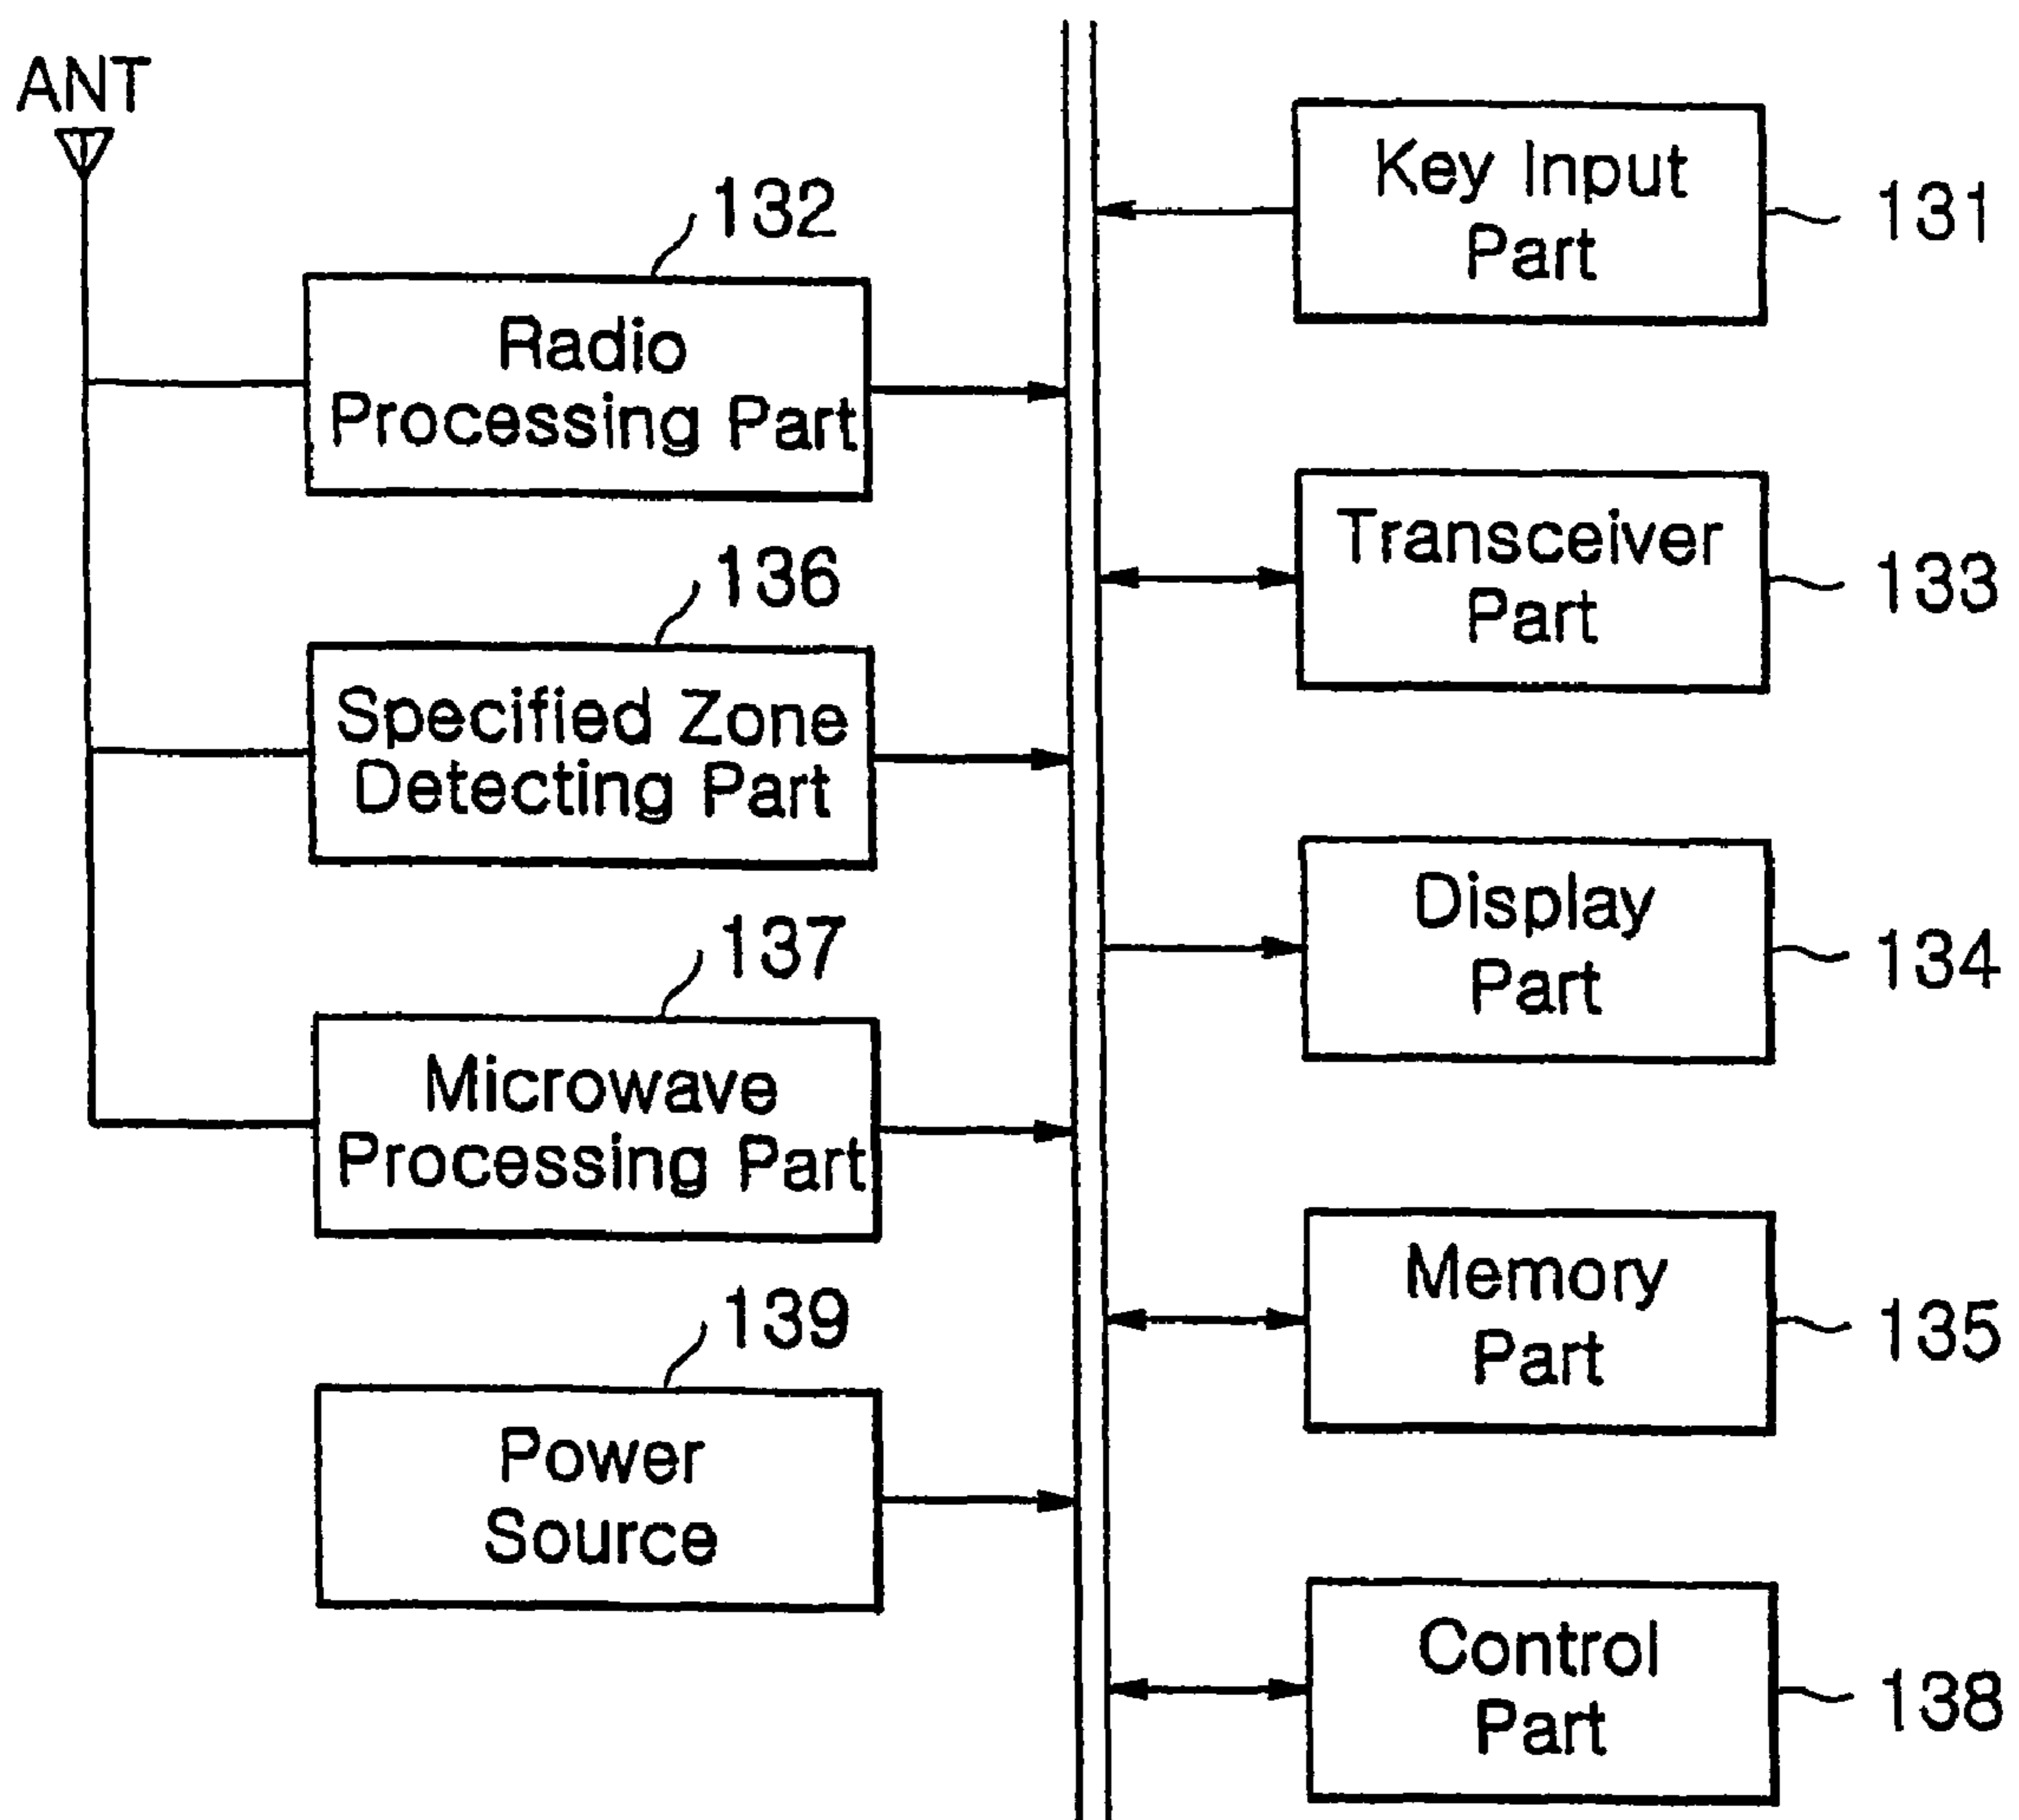 ANT
132
Radio
Processing Part
136
Specified Zone
Detecting Part
137
Microwave
Processing Part
139
Power
Source
Key Input
Part
131
Transceiver
Part
133
Display
Part
134
Memory
Part
135
Control
Part
138